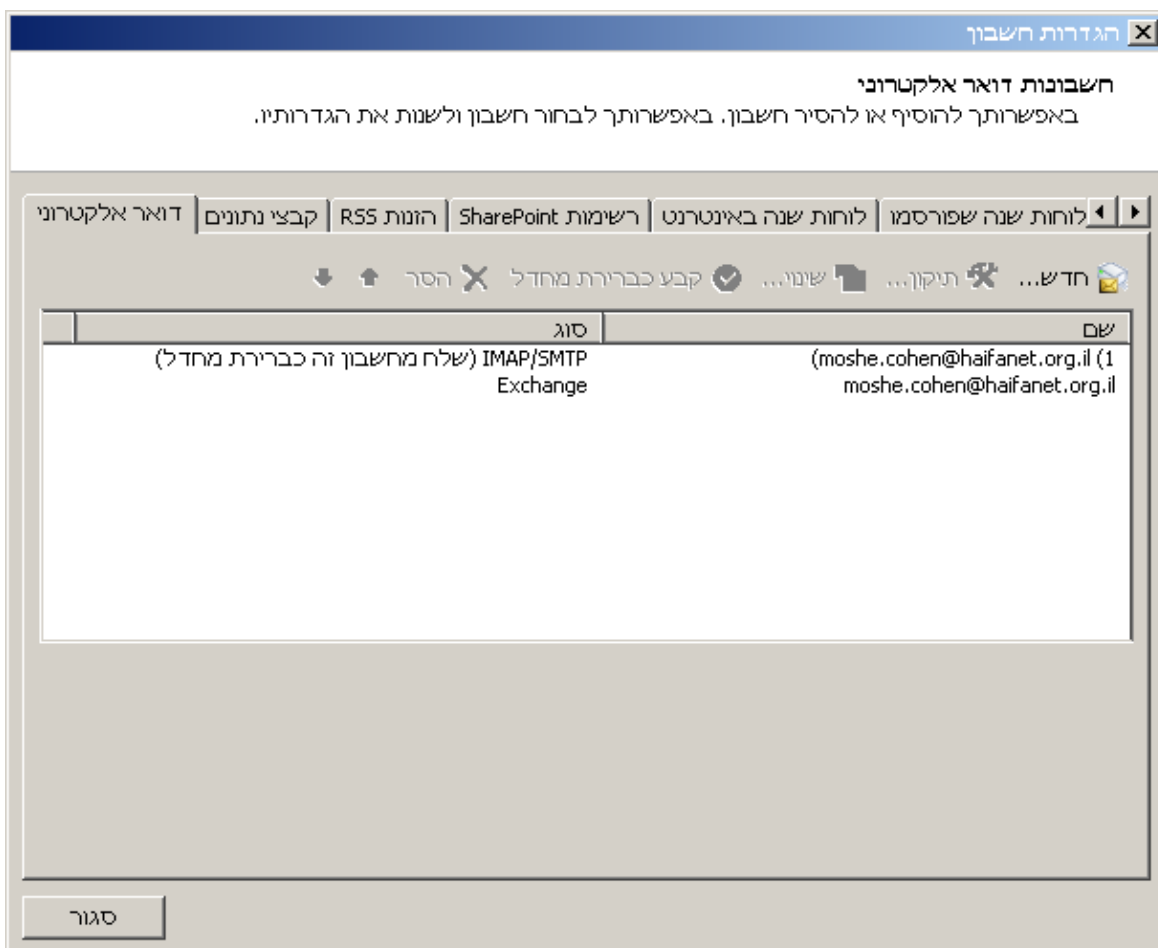 הגדרות חשבון
חשבונות דואר אלקטרוני
באפשרותך להוסיף או להסיר חשבון. באפשרותך לבחור חשבון ולשנות את הגדרותיו.
לוחות שנה שפורסמו לוחות שנה באינטרנט רשימות SharePoint הזנות RSS קבצי נתונים דואר אלקטרוני
חדש... תיקון... שינוי... קבע כברירת מחדל הסר
שם סוג
moshe.cohen@haifanet.org.il (1) IMAP/SMTP (שלח מחשבון זה כברירת מחדל)
moshe.cohen@haifanet.org.il Exchange
סגור